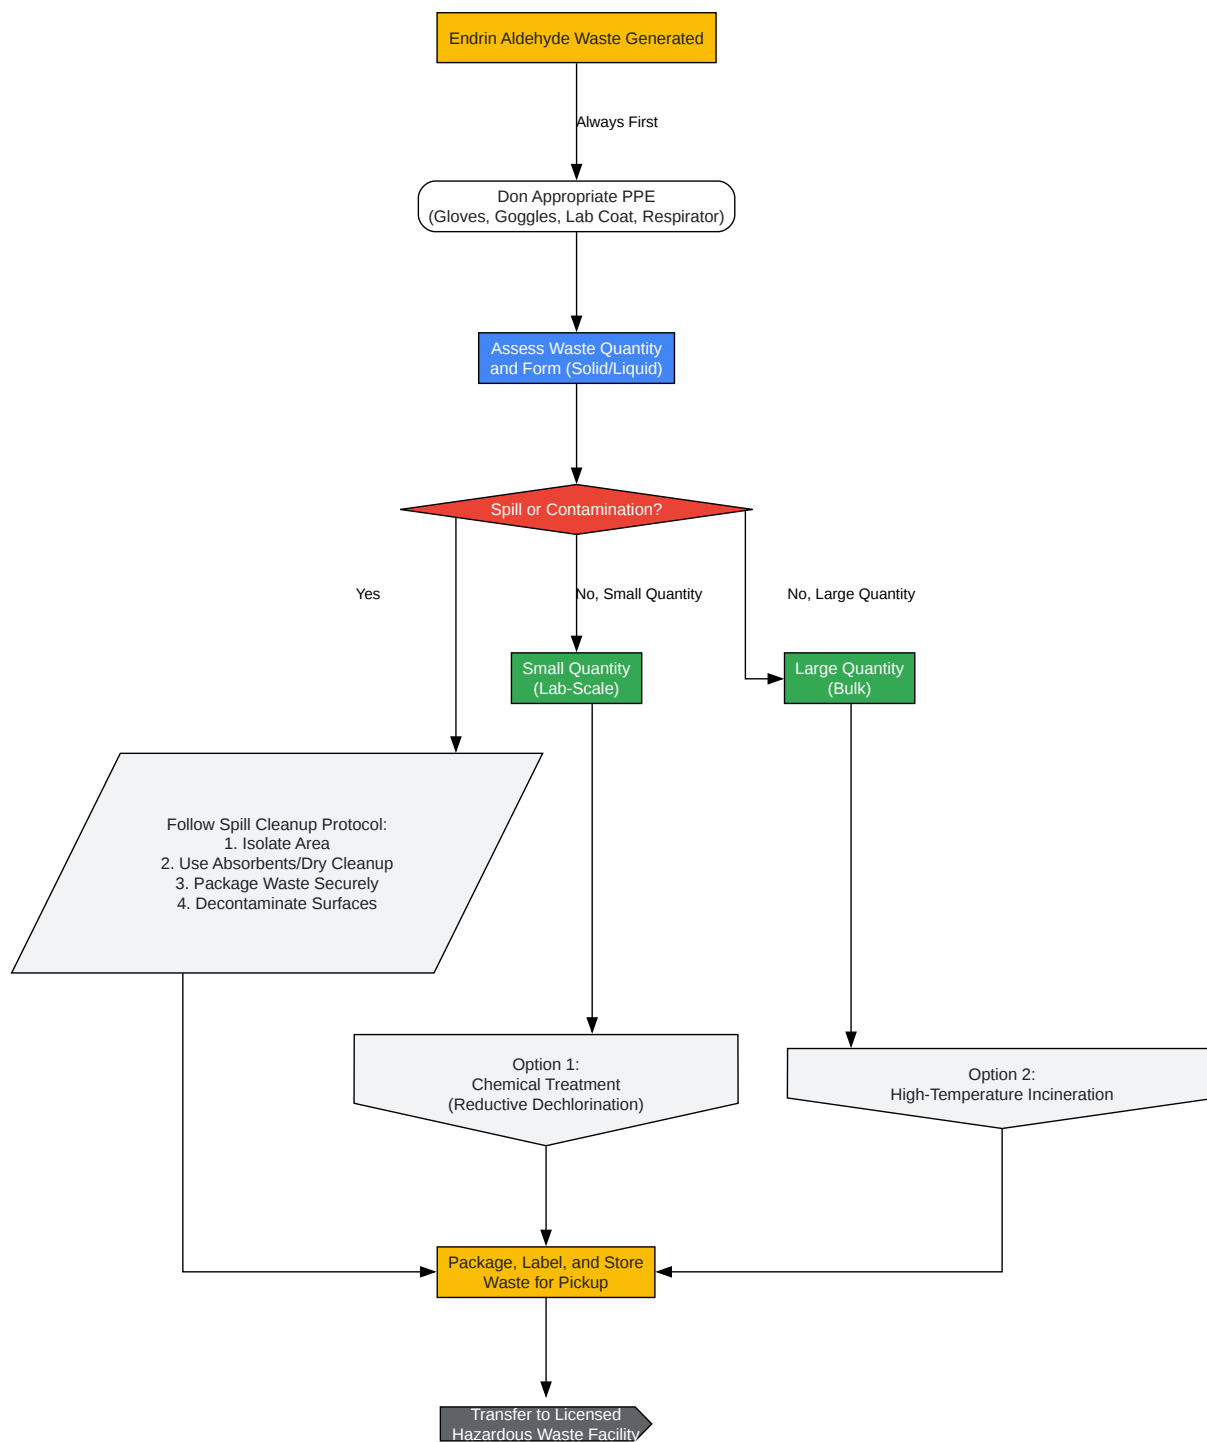 Endrin Aldehyde Waste Generated
Always First
Don Appropriate PPE
(Gloves, Goggles, Lab Coat, Respirator)
Assess Waste Quantity
and Form (Solid/Liquid)
Spill or Contamination?
Yes
No, Small Quantity
No, Large Quantity
Small Quantity
(Lab-Scale)
Large Quantity
(Bulk)
Follow Spill Cleanup Protocol:
1. Isolate Area
2. Use Absorbents/Dry Cleanup
3. Package Waste Securely
4. Decontaminate Surfaces
Option 1:
Chemical Treatment
(Reductive Dechlorination)
Option 2:
High-Temperature Incineration
Package, Label, and Store
Waste for Pickup
Transfer to Licensed
Hazardous Waste Facility